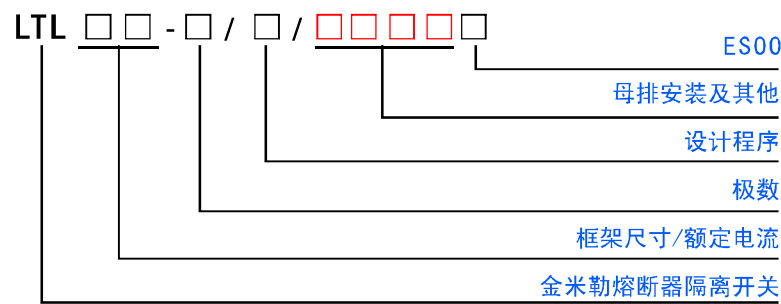 LTL □□-□/□/□□□□□
ES00
母排安装及其他
设计程序
极数
框架尺寸/额定电流
金米勒熔断器隔离开关